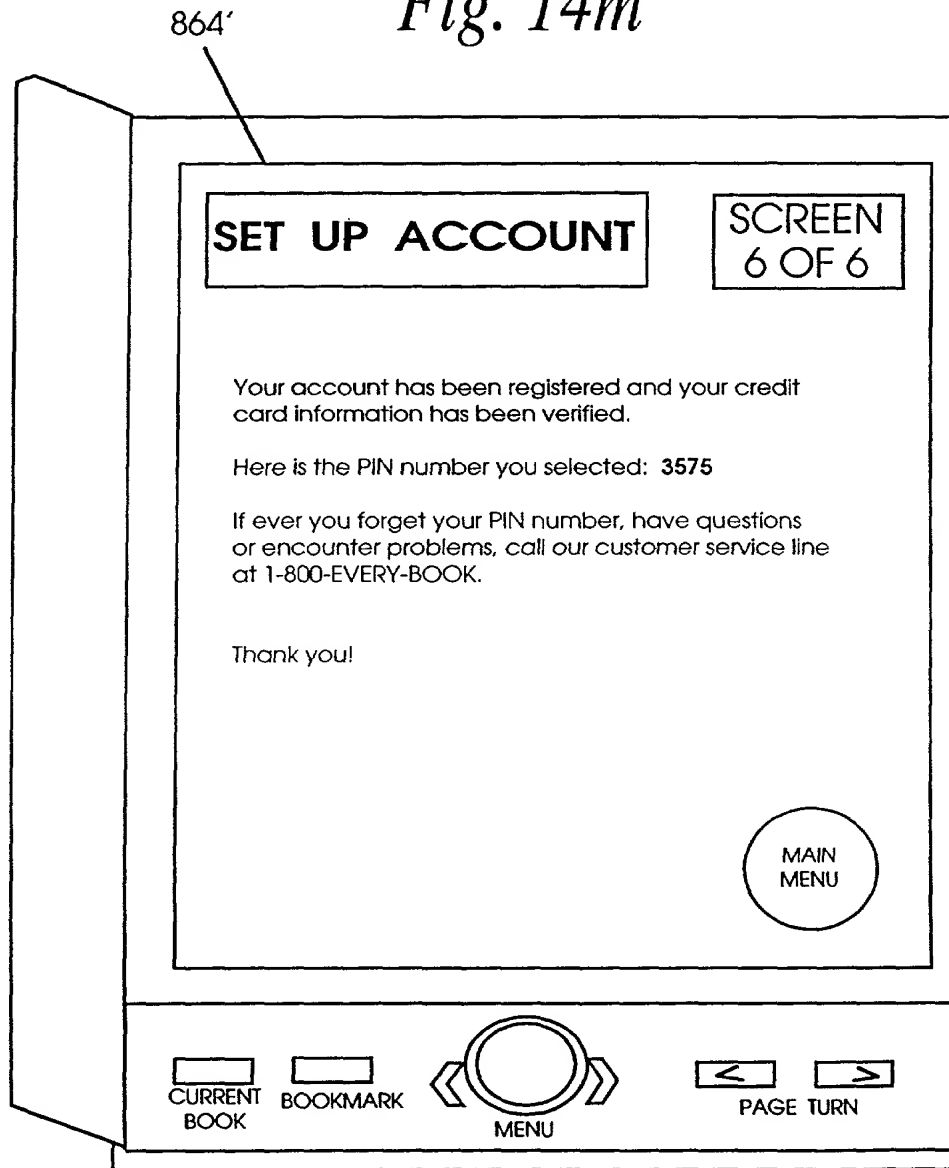 Fig. 14m
864'
SET UP ACCOUNT
SCREEN
6 OF 6
Your account has been registered and your credit
card information has been verified.
Here is the PIN number you selected: 3575
If ever you forget your PIN number, have questions
or encounter problems, call our customer service line
at 1-800-EVERY-BOOK.
Thank you!
MAIN
MENU
CURRENT
BOOK
BOOKMARK
MENU
< >
PAGE TURN